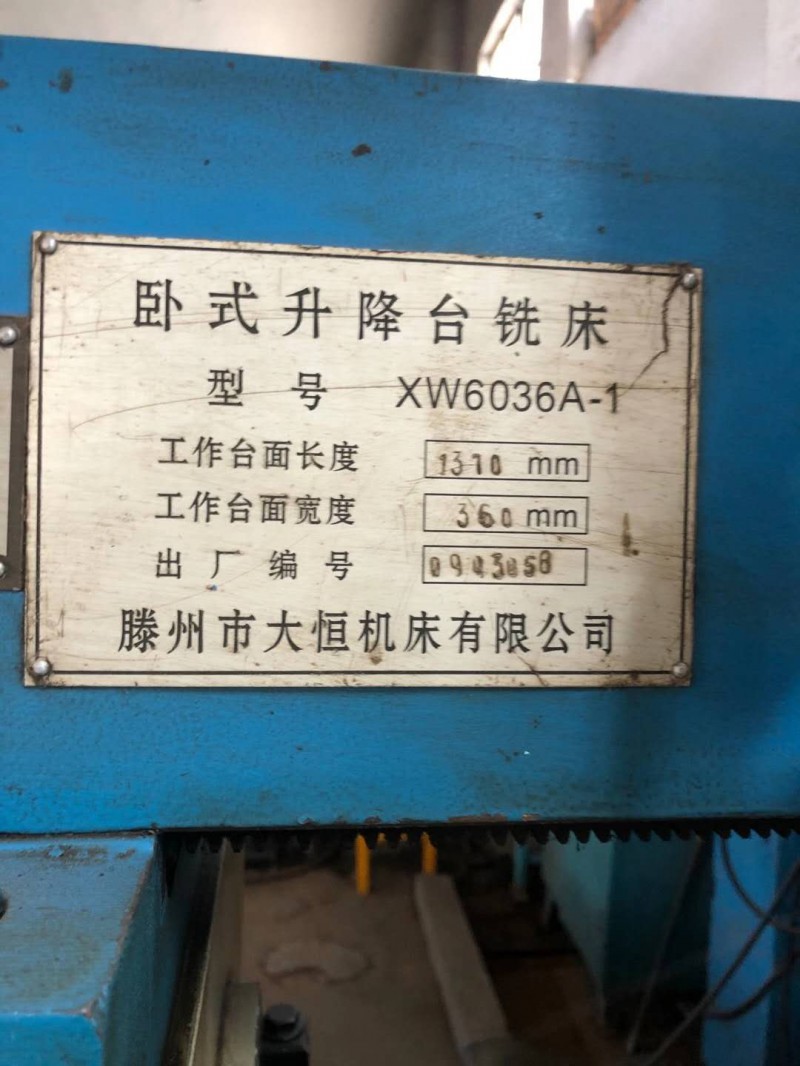 卧式升降台铣床
型号 XW6036A-1
工作台面长度 1310 mm
工作台面宽度 360 mm
出厂编号
滕州市大恒机床有限公司